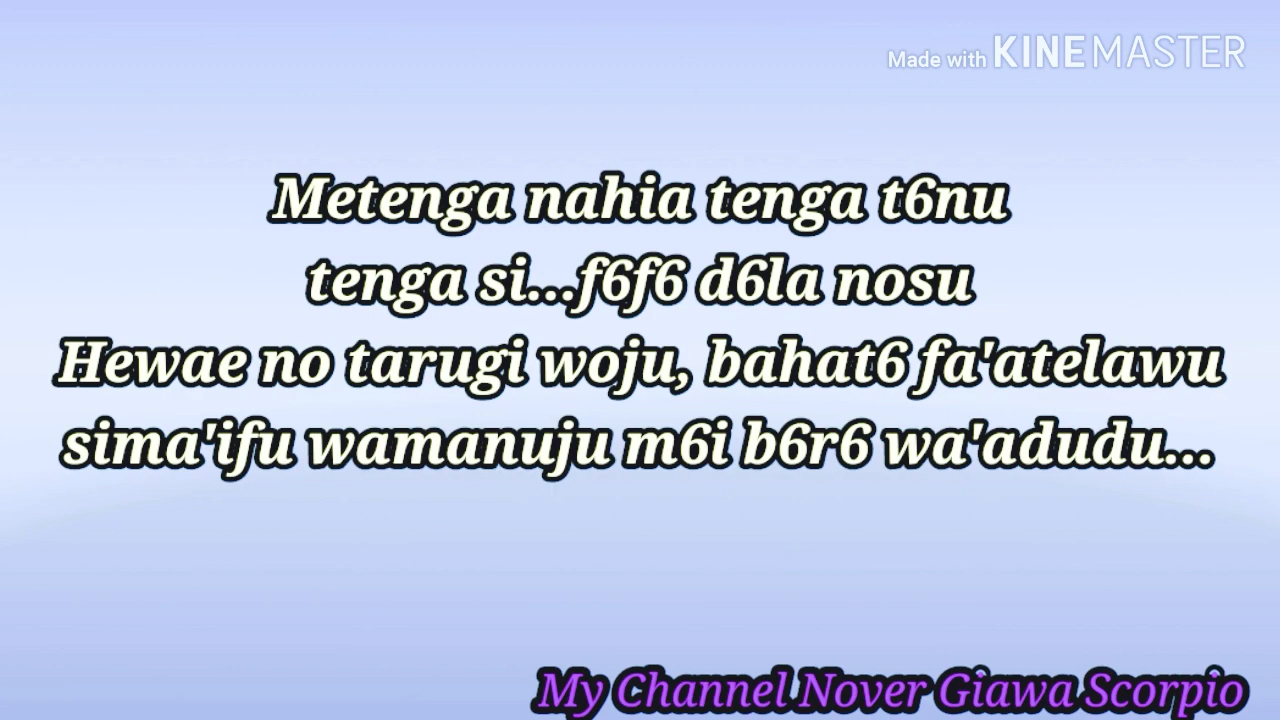 Made with KINEMASTER
Metenga nahia tenga t6nu
tenga si...f6f6 d6la nosu
Hewae no tarugi woju, bahat6 fa'atelawu
sima'ifu wamanuju m6i b6r6 wa'adudu...
My Channel Nover Giawa Scorpio